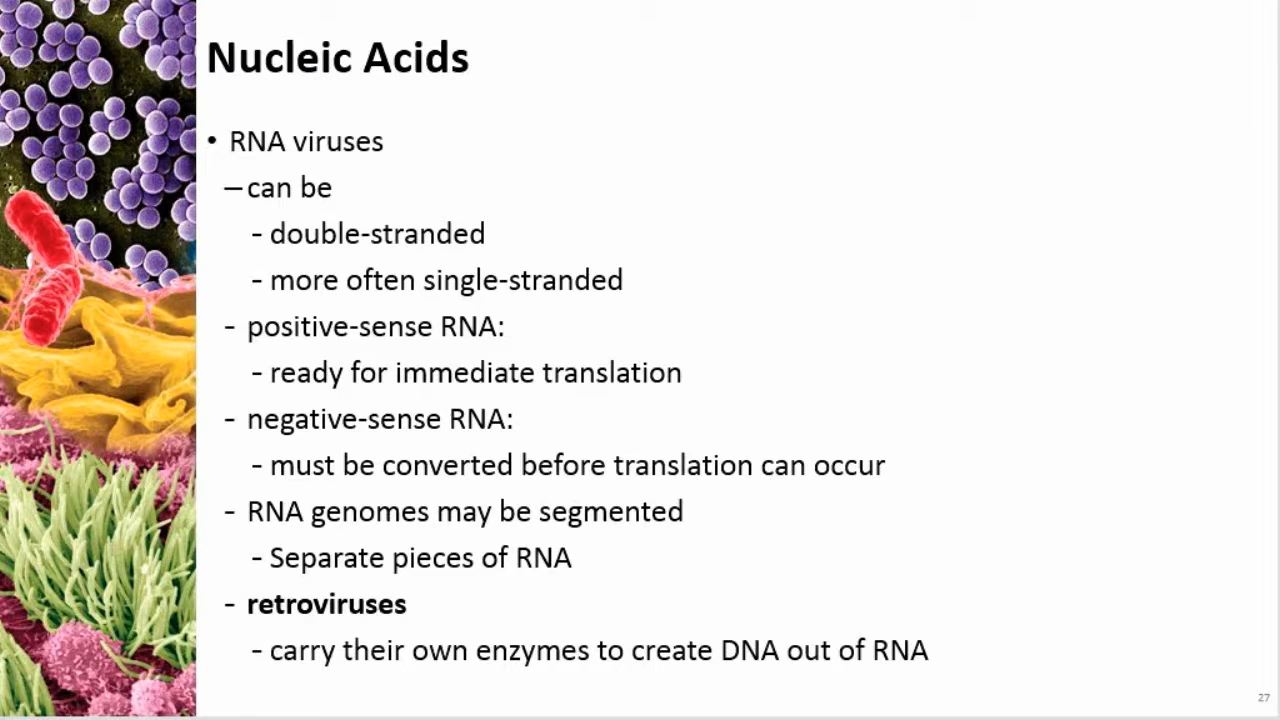 Nucleic Acids
• RNA viruses
– can be
- double-stranded
- more often single-stranded
- positive-sense RNA:
- ready for immediate translation
- negative-sense RNA:
- must be converted before translation can occur
- RNA genomes may be segmented
- Separate pieces of RNA
- retroviruses
- carry their own enzymes to create DNA out of RNA
27